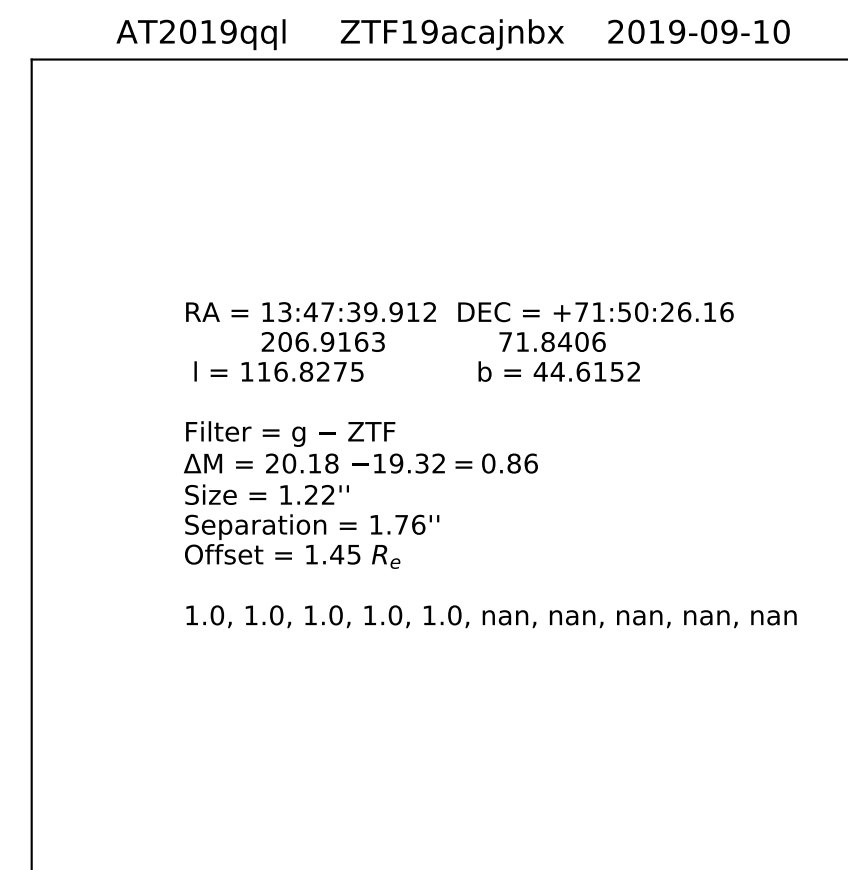 AT2019qql ZTF19acajnbx 2019-09-10
RA = 13:47:39.912 DEC = +71:50:26.16
206.9163 71.8406
l = 116.8275 b = 44.6152
Filter = g − ZTF
ΔM = 20.18 −19.32 = 0.86
Size = 1.22''
Separation = 1.76''
Offset = 1.45 Rₑ
1.0, 1.0, 1.0, 1.0, 1.0, nan, nan, nan, nan, nan